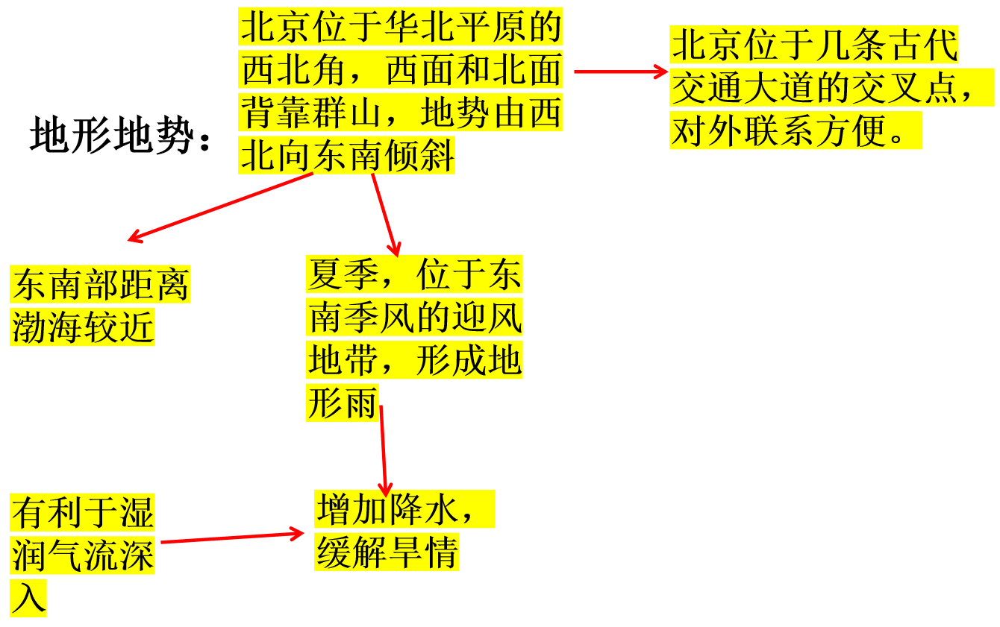 地形地势：
北京位于华北平原的
西北角，西面和北面
背靠群山，地势由西
北向东南倾斜
北京位于几条古代
交通大道的交叉点，
对外联系方便。
东南部距离
渤海较近
夏季，位于东
南季风的迎风
地带，形成地
形雨
有利于湿
润气流深
入
增加降水，
缓解旱情